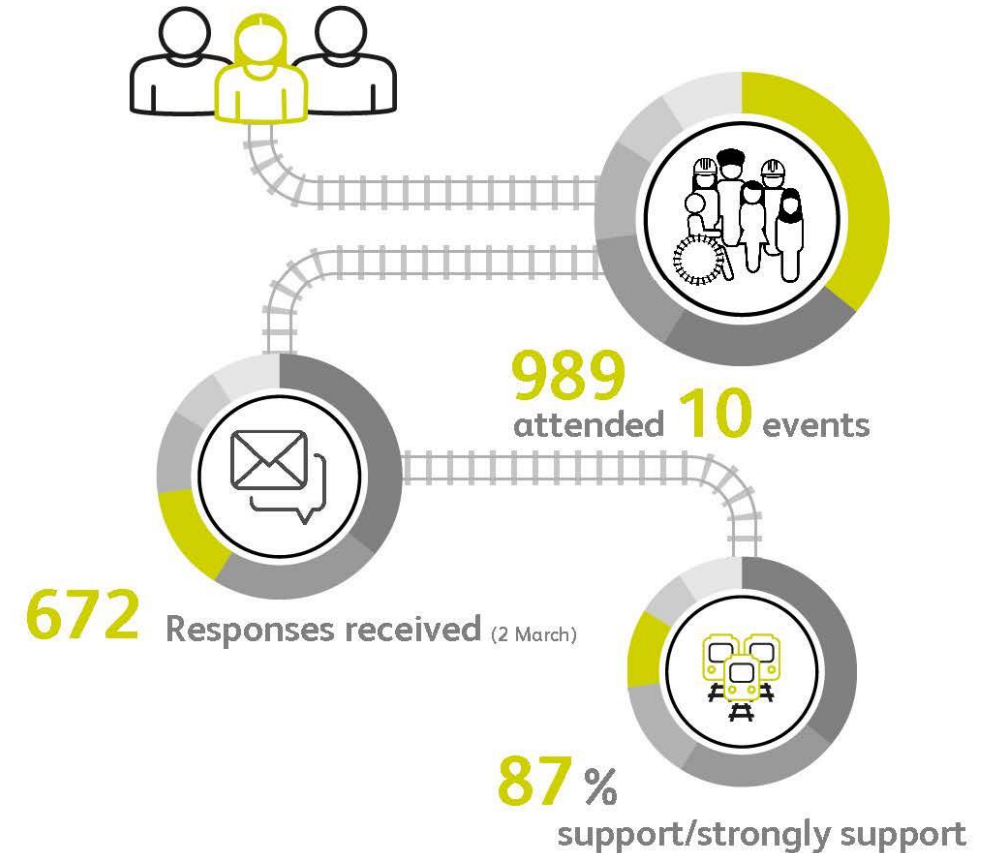 989
attended 10 events
672 Responses received (2 March)
87 %
support/strongly support